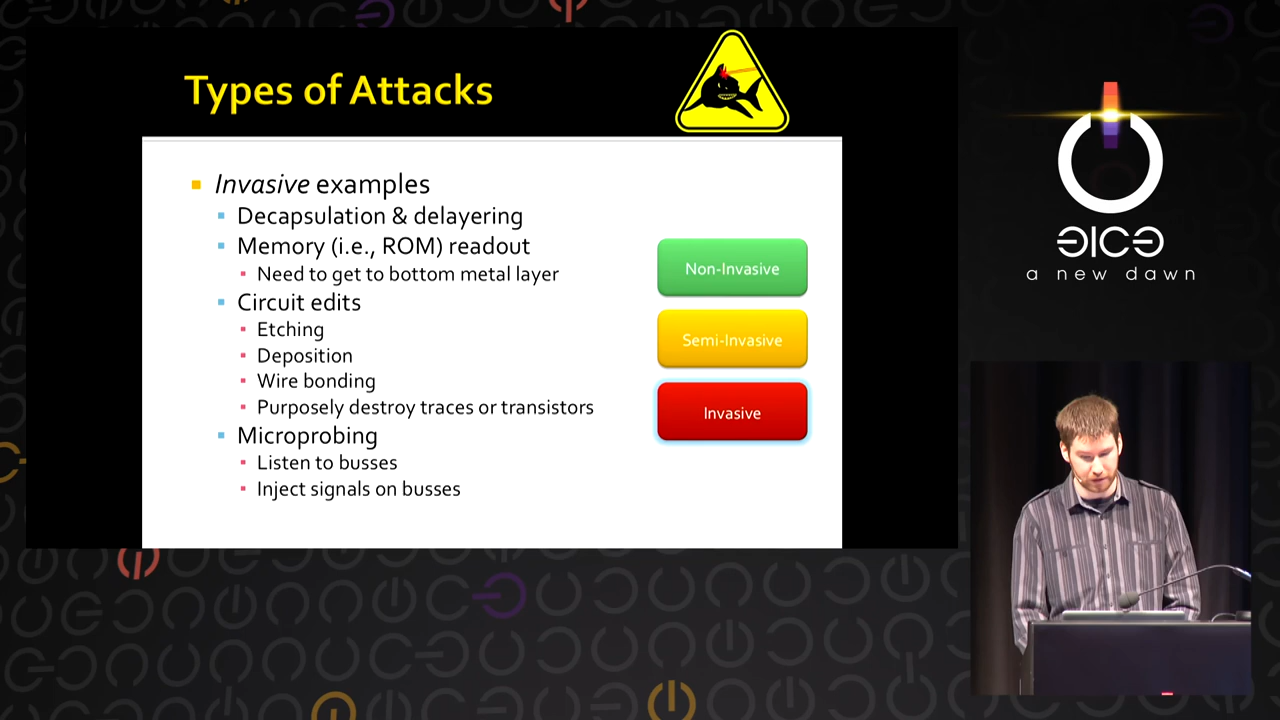 Types of Attacks
Invasive examples
Decapsulation & delayering
Memory (i.e., ROM) readout
Need to get to bottom metal layer
Circuit edits
Etching
Deposition
Wire bonding
Purposely destroy traces or transistors
Microprobing
Listen to busses
Inject signals on busses
Non-Invasive
Semi-Invasive
Invasive
a new dawn